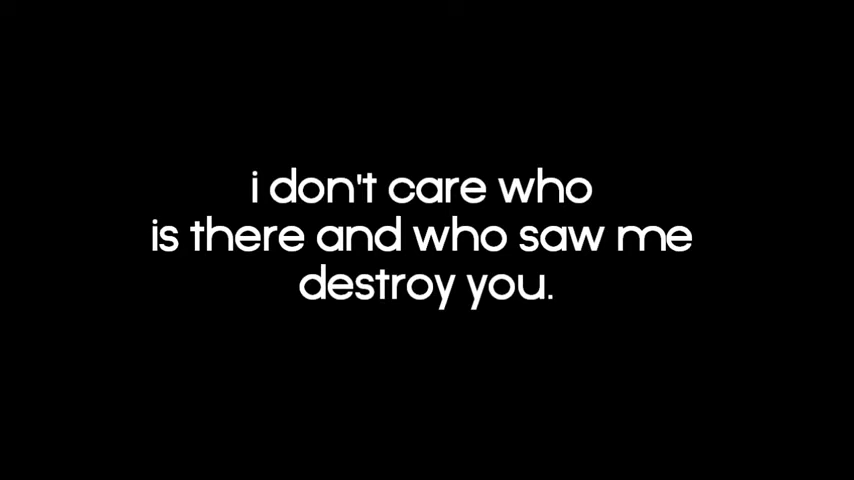 i don't care who
is there and who saw me
destroy you.